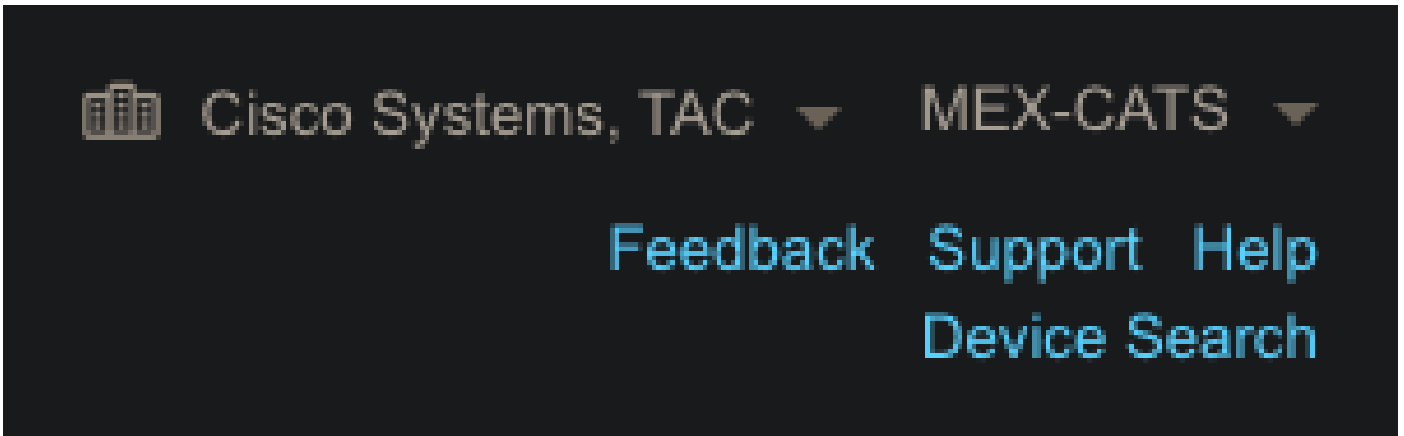 Cisco Systems, TAC MEX-CATS
Feedback Support Help
Device Search